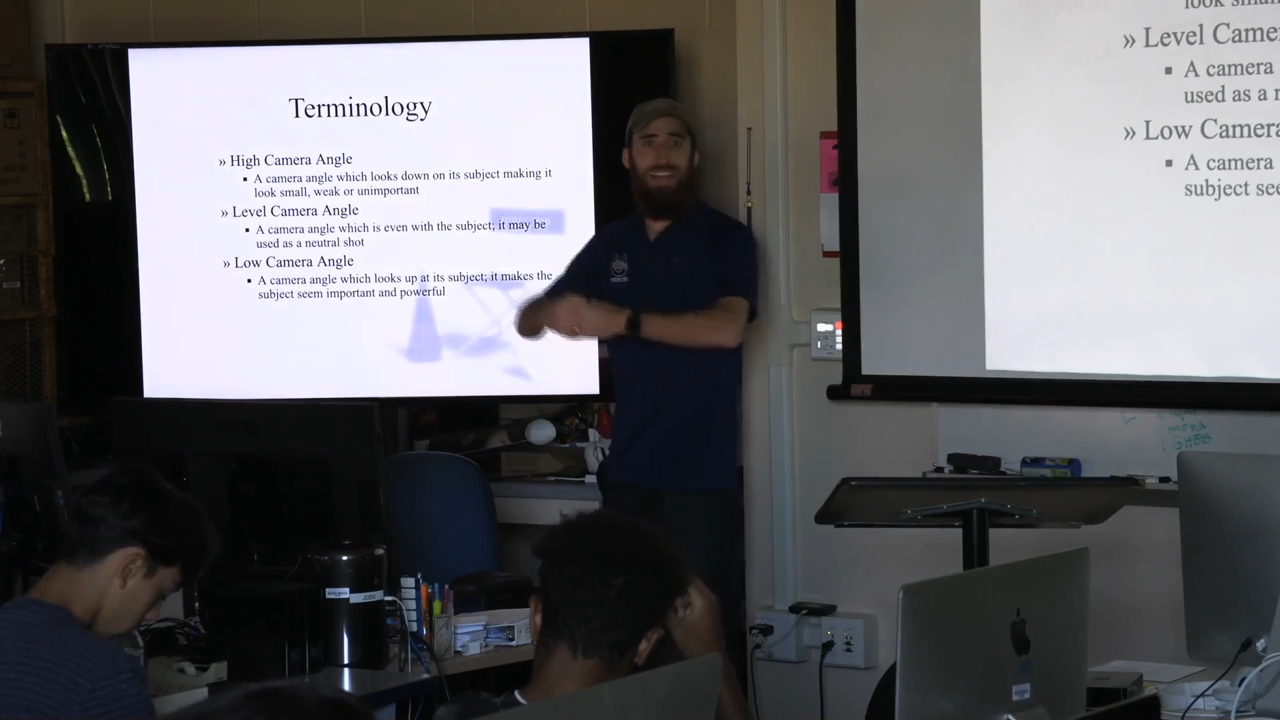 Terminology
» High Camera Angle
▪ A camera angle which looks down on its subject making it
look small, weak or unimportant
» Level Camera Angle
▪ A camera angle which is even with the subject; it may be
used as a neutral shot
» Low Camera Angle
▪ A camera angle which looks up at its subject; it makes the
subject seem important and powerful
look small
» Level Came
▪ A camera
used as a
» Low Camera
▪ A camera
subject see